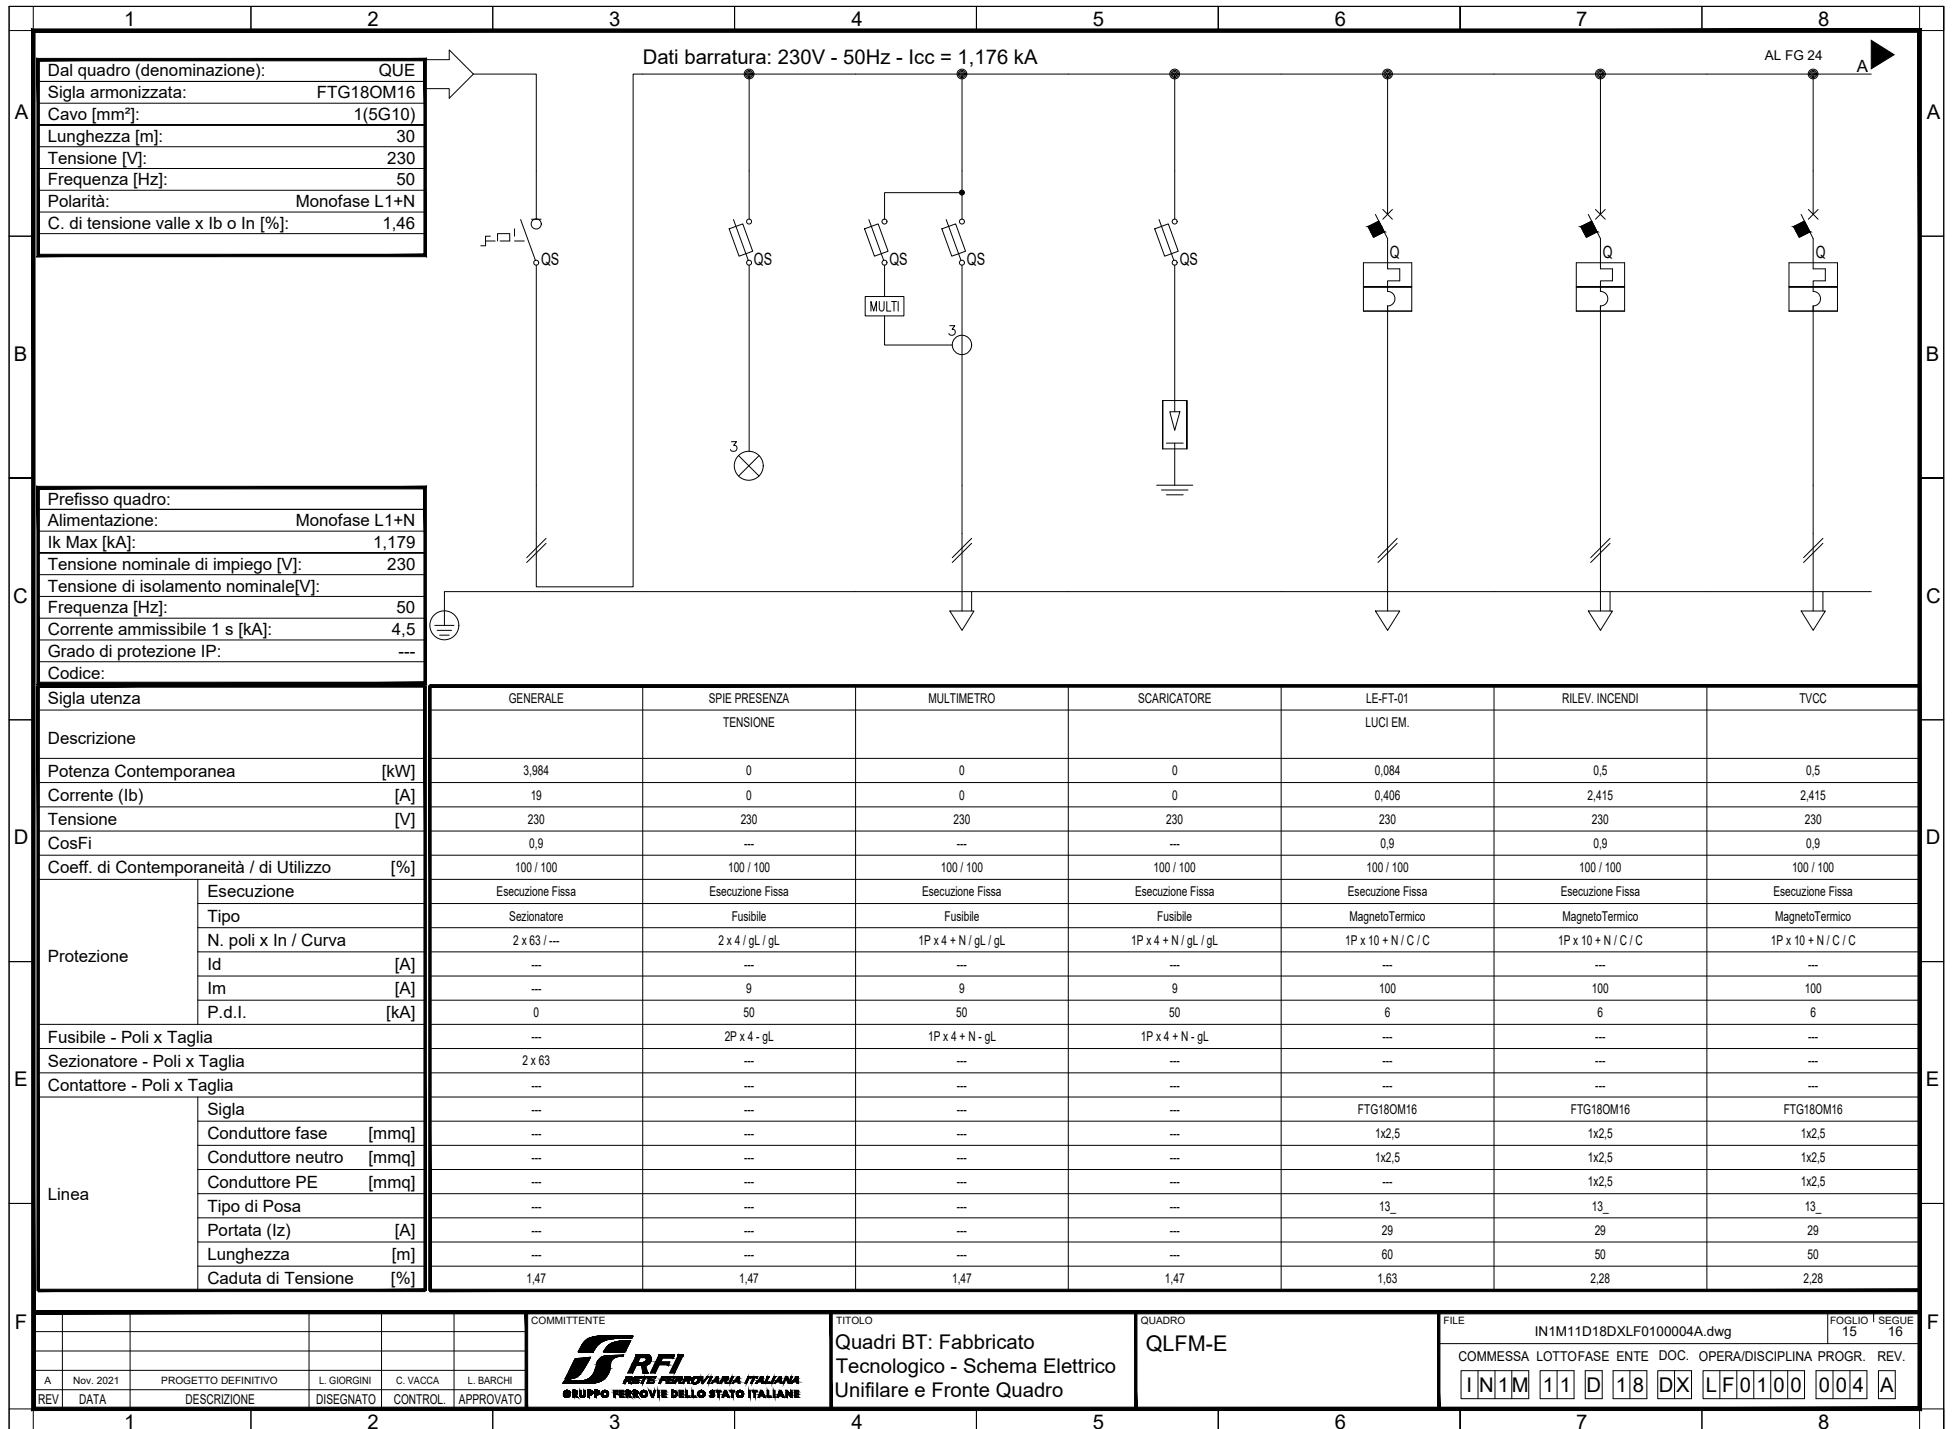 1 2 3 4 5 6 7 8
A A
B B
C C
D D
E E
F F
Dati barratura: 230V - 50Hz - Icc = 1,176 kA
AL FG 24
A
Dal quadro (denominazione): QUE
Sigla armonizzata: FTG18OM16
Cavo [mm²]: 1(5G10)
Lunghezza [m]: 30
Tensione [V]: 230
Frequenza [Hz]: 50
Polarità: Monofase L1+N
C. di tensione valle x Ib o In [%]: 1,46
QS QS QS QS QS Q Q Q
MULTI
3
3
Prefisso quadro:
Alimentazione: Monofase L1+N
Ik Max [kA]: 1,179
Tensione nominale di impiego [V]: 230
Tensione di isolamento nominale[V]:
Frequenza [Hz]: 50
Corrente ammissibile 1 s [kA]: 4,5
Grado di protezione IP: ---
Codice:
Sigla utenza GENERALE SPIE PRESENZA MULTIMETRO SCARICATORE LE-FT-01 RILEV. INCENDI TVCC
Descrizione TENSIONE LUCI EM.
Potenza Contemporanea [kW] 3,984 0 0 0 0,084 0,5 0,5
Corrente (Ib) [A] 19 0 0 0 0,406 2,415 2,415
Tensione [V] 230 230 230 230 230 230 230
CosFi 0,9 --- --- --- 0,9 0,9 0,9
Coeff. di Contemporaneità / di Utilizzo [%] 100 / 100 100 / 100 100 / 100 100 / 100 100 / 100 100 / 100 100 / 100
Protezione
Esecuzione Esecuzione Fissa Esecuzione Fissa Esecuzione Fissa Esecuzione Fissa Esecuzione Fissa Esecuzione Fissa Esecuzione Fissa
Tipo Sezionatore Fusibile Fusibile Fusibile MagnetoTermico MagnetoTermico MagnetoTermico
N. poli x In / Curva 2 x 63 / --- 2 x 4 / gL / gL 1P x 4 + N / gL / gL 1P x 4 + N / gL / gL 1P x 10 + N / C / C 1P x 10 + N / C / C 1P x 10 + N / C / C
Id [A] --- --- --- --- --- --- ---
Im [A] --- 9 9 9 100 100 100
P.d.I. [kA] 0 50 50 50 6 6 6
Fusibile - Poli x Taglia --- 2P x 4 - gL 1P x 4 + N - gL 1P x 4 + N - gL --- --- ---
Sezionatore - Poli x Taglia 2 x 63 --- --- --- --- --- ---
Contattore - Poli x Taglia --- --- --- --- --- --- ---
Linea
Sigla --- --- --- --- FTG18OM16 FTG18OM16 FTG18OM16
Conduttore fase [mmq] --- --- --- --- 1x2,5 1x2,5 1x2,5
Conduttore neutro [mmq] --- --- --- --- 1x2,5 1x2,5 1x2,5
Conduttore PE [mmq] --- --- --- --- --- 1x2,5 1x2,5
Tipo di Posa --- --- --- --- 13_ 13_ 13_
Portata (Iz) [A] --- --- --- --- 29 29 29
Lunghezza [m] --- --- --- --- 60 50 50
Caduta di Tensione [%] 1,47 1,47 1,47 1,47 1,63 2,28 2,28
A Nov. 2021 PROGETTO DEFINITIVO L. GIORGINI C. VACCA L. BARCHI
REV DATA DESCRIZIONE DISEGNATO CONTROL. APPROVATO
COMMITTENTE
RFI
RETE FERROVIARIA ITALIANA
GRUPPO FERROVIE DELLO STATO ITALIANE
TITOLO
Quadri BT: Fabbricato
Tecnologico - Schema Elettrico
Unifilare e Fronte Quadro
QUADRO
QLFM-E
FILE
IN1M11D18DXLF0100004A.dwg
FOGLIO SEGUE
15 16
COMMESSA LOTTO FASE ENTE DOC. OPERA/DISCIPLINA PROGR. REV.
IN1M 11 D 18 DX LF0100 004 A
1 2 3 4 5 6 7 8